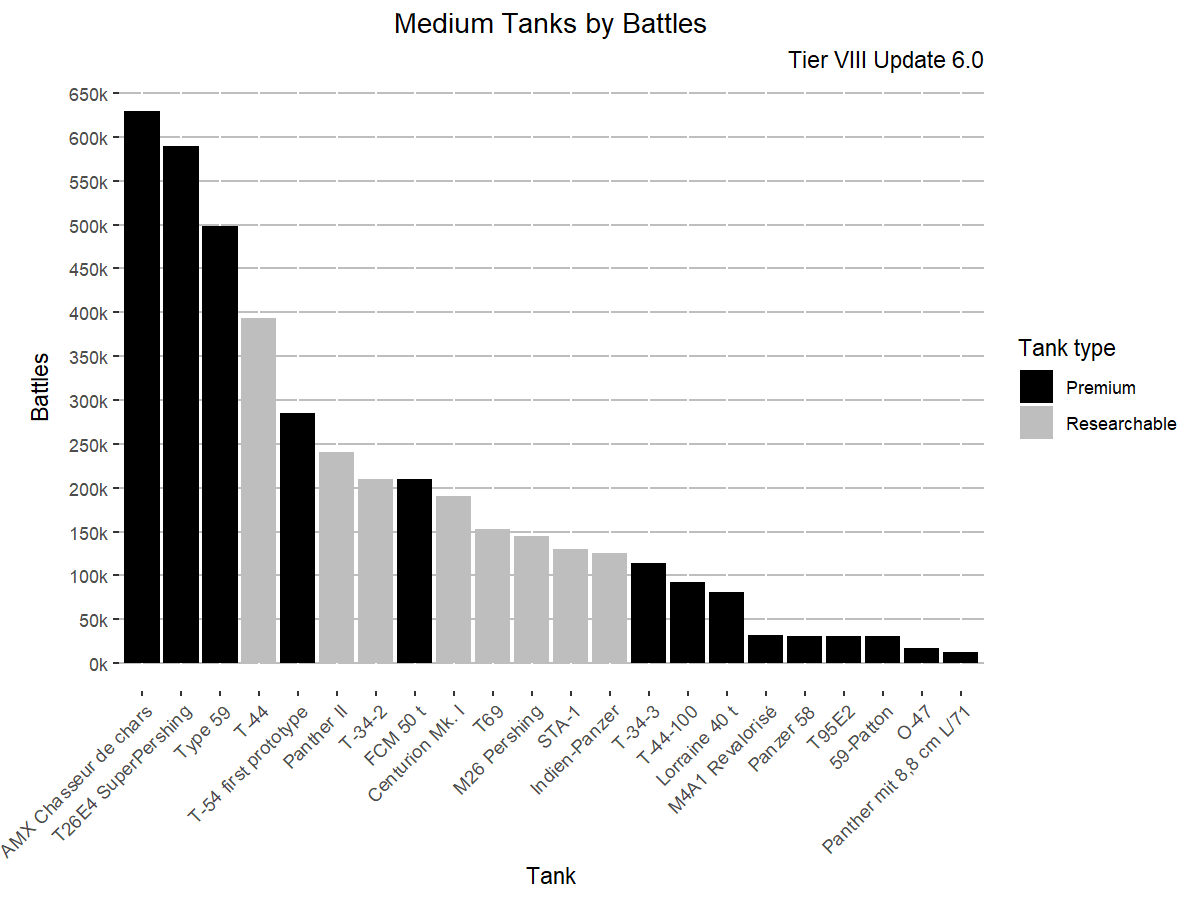 Medium Tanks by Battles
Tier VIII Update 6.0
650k
600k
550k
500k
450k
400k
350k
300k
250k
200k
150k
100k
50k
0k
Battles
AMX Chasseur de chars
T26E4 SuperPershing
Type 59
T-44
T-54 first prototype
Panther II
T-34-2
FCM 50 t
Centurion Mk. I
T69
M26 Pershing
STA-1
Indien-Panzer
T-34-3
T-44-100
Lorraine 40 t
M4A1 Revalorisé
Panzer 58
T95E2
59-Patton
O-47
Panther mit 8,8 cm L/71
Tank
Tank type
Premium
Researchable